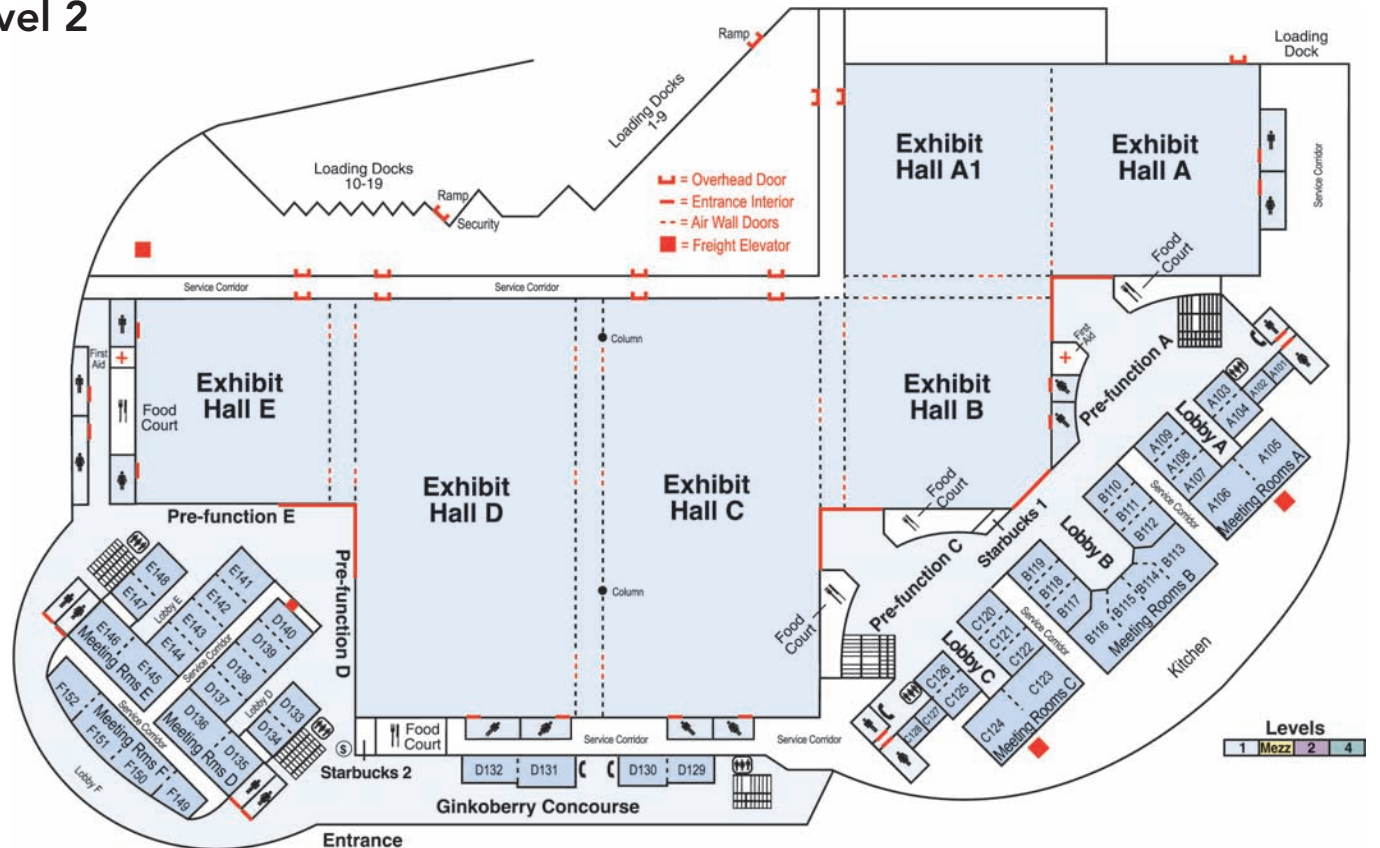 vel 2
Ramp
Loading
Dock
Loading Docks
1-9
Exhibit
Hall A1
Exhibit
Hall A
Loading Docks
10-19
Ramp
Security
= Overhead Door
= Entrance Interior
= Air Wall Doors
= Freight Elevator
Service Corridor
Food
Court
Service Corridor
Service Corridor
First
Aid
Column
First
Aid
Pre-function A
Exhibit
Hall E
Food
Court
Exhibit
Hall B
A101
A102
A103
A104
Lobby A
A105
A106
Meeting Rooms A
A109
A108
A107
Service Corridor
Exhibit
Hall D
Exhibit
Hall C
Food
Court
Starbucks 1
B110
B111
B112
Lobby B
B113
B114
B115
B116
Meeting Rooms B
Pre-function E
Pre-function D
Pre-function C
B119
B118
B117
Service Corridor
Column
Food
Court
E148
E147
Lobby E
E141
E142
E143
E144
Service Corridor
E146
E145
Meeting Rms E
D140
D139
D138
D137
Lobby D
D133
D134
D136
D135
Meeting Rms D
Service Corridor
F152
F151
F150
F149
Meeting Rms F
Lobby F
C120
C121
C122
Lobby C
C123
C124
Meeting Rooms C
C126
C125
C127
C128
Kitchen
$
Starbucks 2
Food
Court
Service Corridor
Service Corridor
D132
D131
D130
D129
Ginkoberry Concourse
Entrance
Levels
1
Mezz
2
4